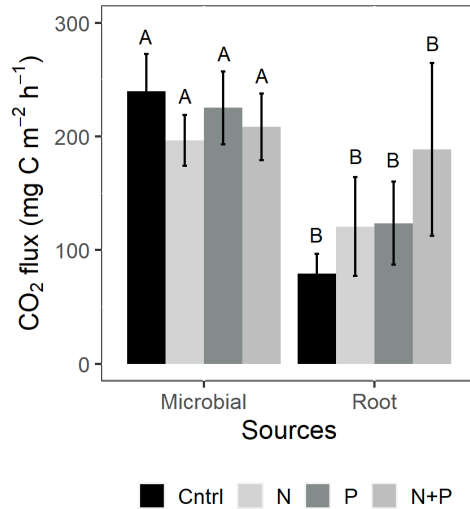 CO₂ flux (mg C m⁻² h⁻¹)
300
200
100
0
A
A
A
A
B
B
B
B
Microbial
Root
Sources
Cntrl
N
P
N+P